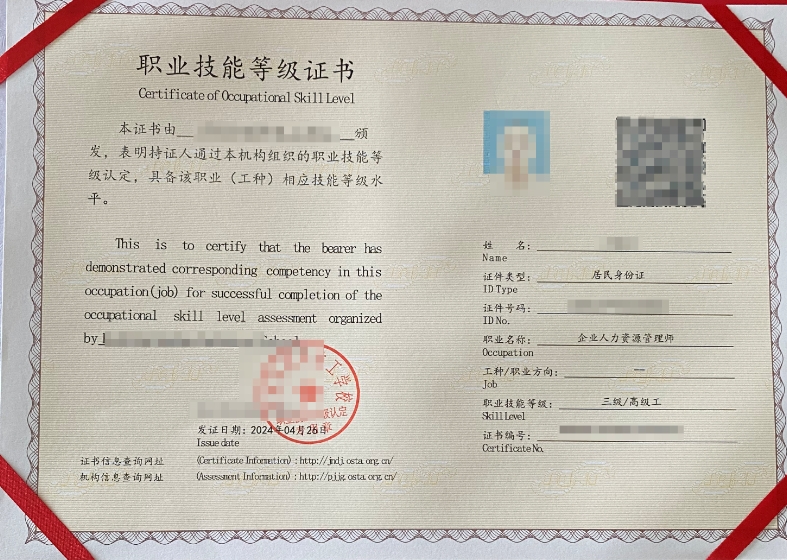 职业技能等级证书
Certificate of Occupational Skill Level
本证书由 颁
发，表明持证人通过本机构组织的职业技能等
级认定，具备该职业（工种）相应技能等级水
平。
This is to certify that the bearer has
demonstrated corresponding competency in this
occupation(job) for successful completion of the
occupational skill level assessment organized
by
工学校
发证日期：2024年04月26日
Issue date
证书信息查询网址 (Certificate Information)：http://jndj.osta.org.cn/
机构信息查询网址 (Assessment Information)：http://pjjg.osta.org.cn/
姓 名：
Name
证件类型： 居民身份证
ID Type
证件号码：
ID No.
职业名称： 企业人力资源管理师
Occupation
工种/职业方向： —
Job
职业技能等级： 三级/高级工
Skill Level
证书编号：
Certificate No.